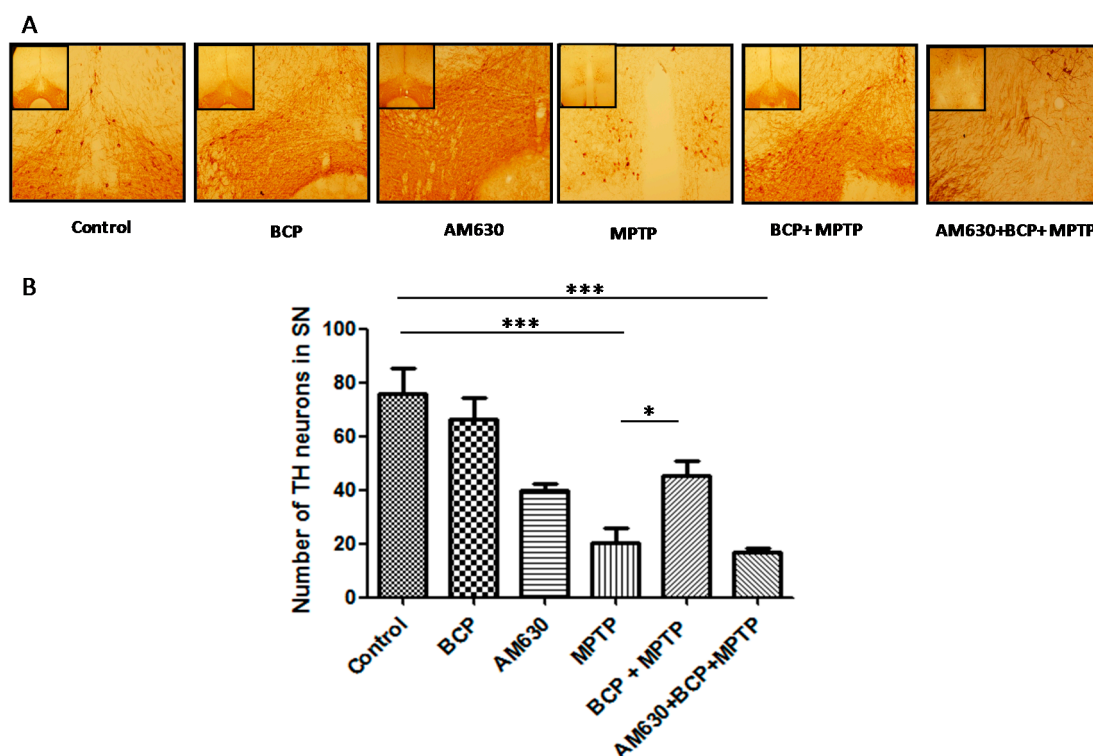 A
Control
BCP
AM630
MPTP
BCP+MPTP
AM630+BCP+MPTP
B
***
***
*
Number of TH neurons in SN
100
80
60
40
20
0
Control
BCP
AM630
MPTP
BCP + MPTP
AM630+BCP+MPTP